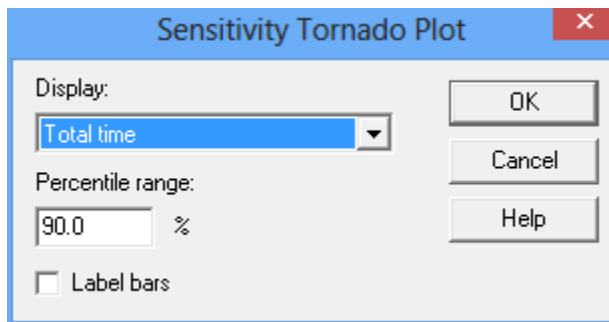 Sensitivity Tornado Plot
Display:
Total time
Percentile range:
90.0 %
Label bars
OK
Cancel
Help